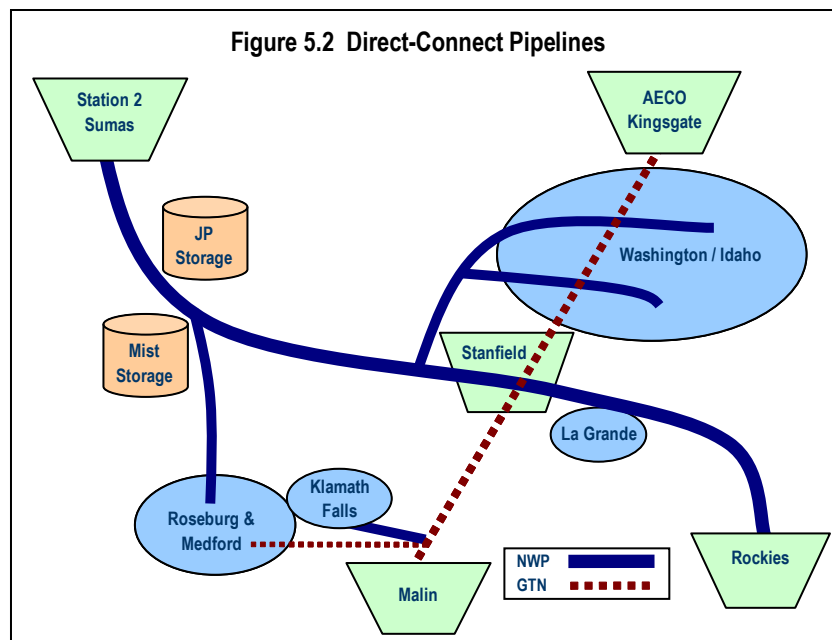 Figure 5.2 Direct-Connect Pipelines
Station 2
Sumas
AECO
Kingsgate
JP
Storage
Washington / Idaho
Mist
Storage
Stanfield
La Grande
Klamath
Falls
Roseburg &
Medford
NWP
GTN
Rockies
Malin